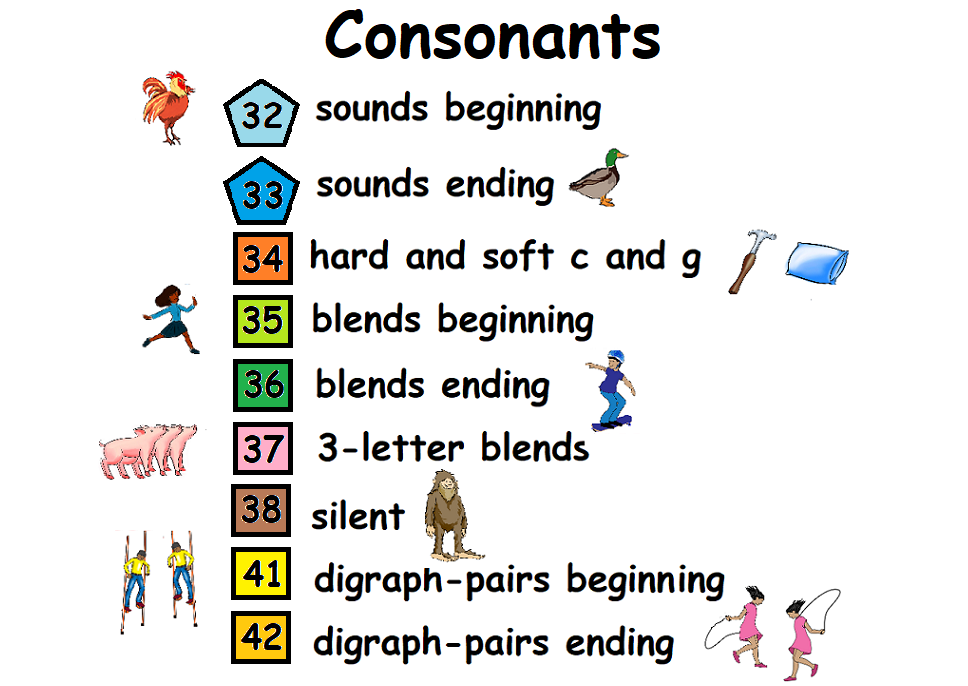 Consonants
32 sounds beginning
33 sounds ending
34 hard and soft c and g
35 blends beginning
36 blends ending
37 3-letter blends
38 silent
41 digraph-pairs beginning
42 digraph-pairs ending